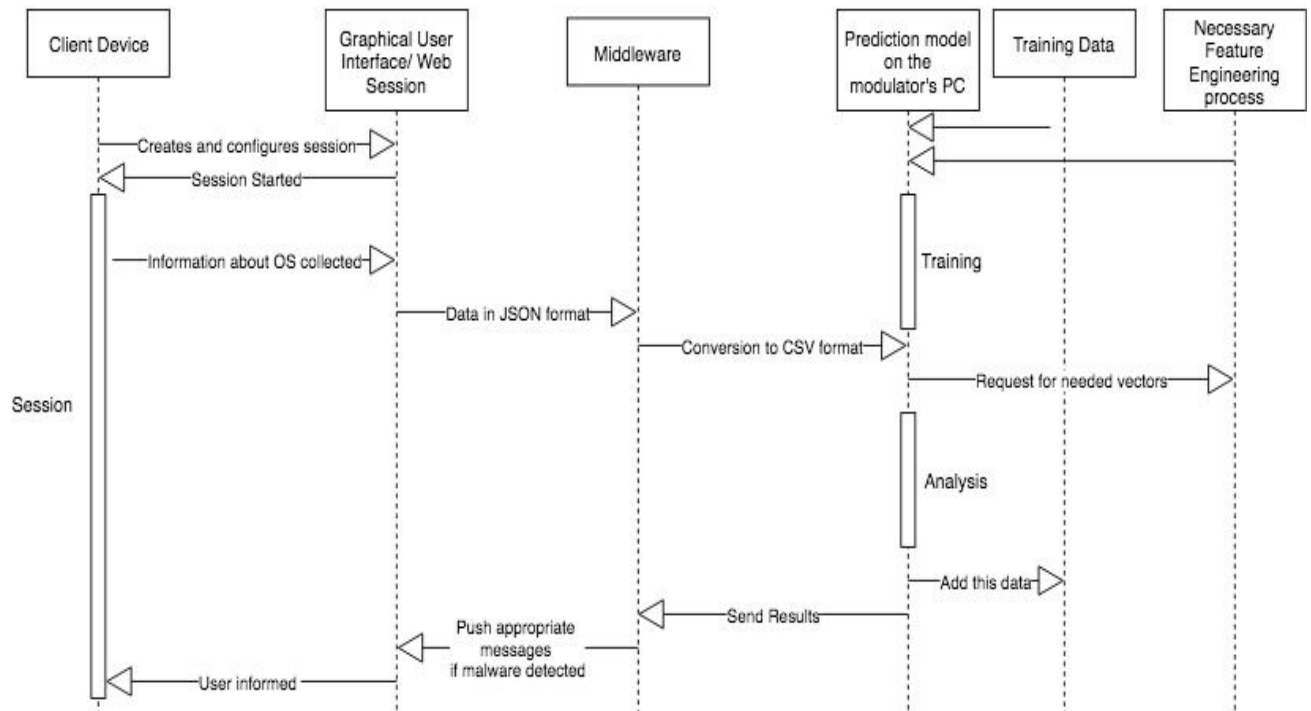 Client Device
Graphical User
Interface/ Web
Session
Middleware
Prediction model
on the
modulator's PC
Training Data
Necessary
Feature
Engineering
process
Creates and configures session
Session Started
Information about OS collected
Training
Data in JSON format
Conversion to CSV format
Request for needed vectors
Session
Analysis
Add this data
Send Results
Push appropriate
messages
if malware detected
User informed